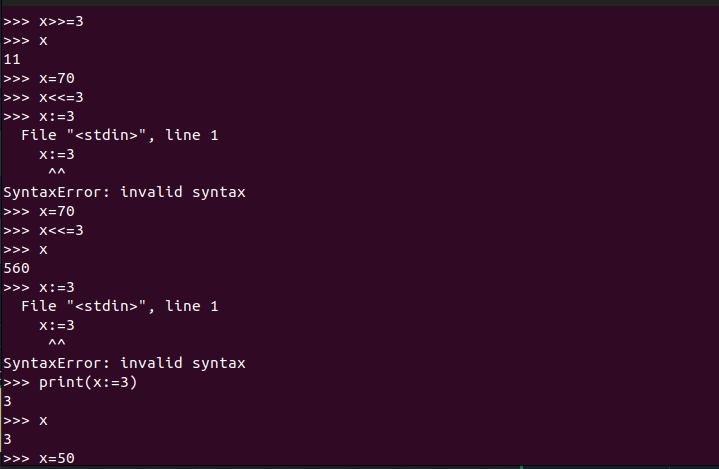 >>> x>>=3
>>> x
11
>>> x=70
>>> x<<=3
>>> x:=3
  File "<stdin>", line 1
    x:=3
     ^^
SyntaxError: invalid syntax
>>> x=70
>>> x<<=3
>>> x
560
>>> x:=3
  File "<stdin>", line 1
    x:=3
     ^^
SyntaxError: invalid syntax
>>> print(x:=3)
3
>>> x
3
>>> x=50